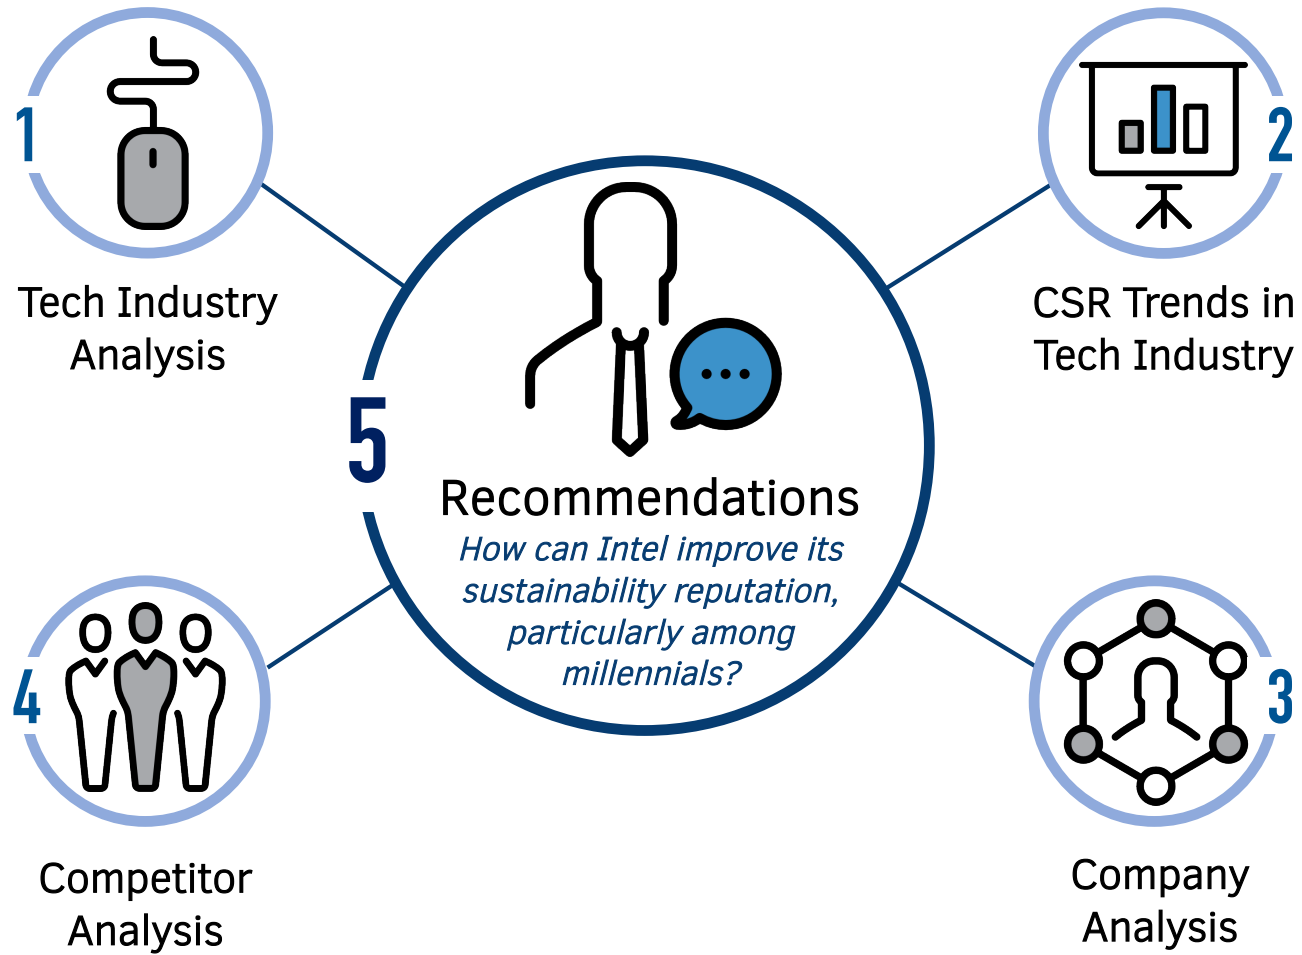 1
Tech Industry
Analysis
2
CSR Trends in
Tech Industry
5
Recommendations
How can Intel improve its
sustainability reputation,
particularly among
millennials?
4
Competitor
Analysis
3
Company
Analysis